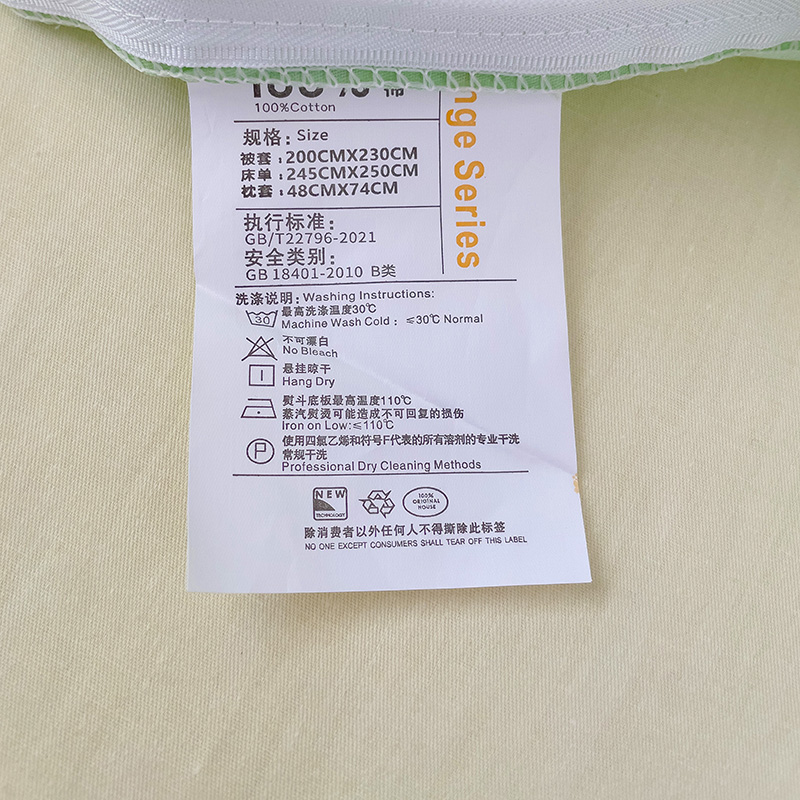 100%棉
100%Cotton
规格: Size
被套:200CMX230CM
床单:245CMX250CM
枕套:48CMX74CM
执行标准:
GB/T22796-2021
安全类别:
GB 18401-2010 B类
nge Series
洗涤说明: Washing Instructions:
30
最高洗涤温度30℃
Machine Wash Cold : ≤30℃ Normal
不可漂白
No Bleach
悬挂晾干
Hang Dry
熨斗底板最高温度110℃
蒸汽熨烫可能造成不可回复的损伤
Iron on Low:≤110℃
P
使用四氯乙烯和符号F代表的所有溶剂的专业干洗
常规干洗
Professional Dry Cleaning Methods
NEW
TECHNOLOGY
100%
ORIGINAL
HOUSE
除消费者以外任何人不得撕除此标签
NO ONE EXCEPT CONSUMERS SHALL TEAR OFF THIS LABEL